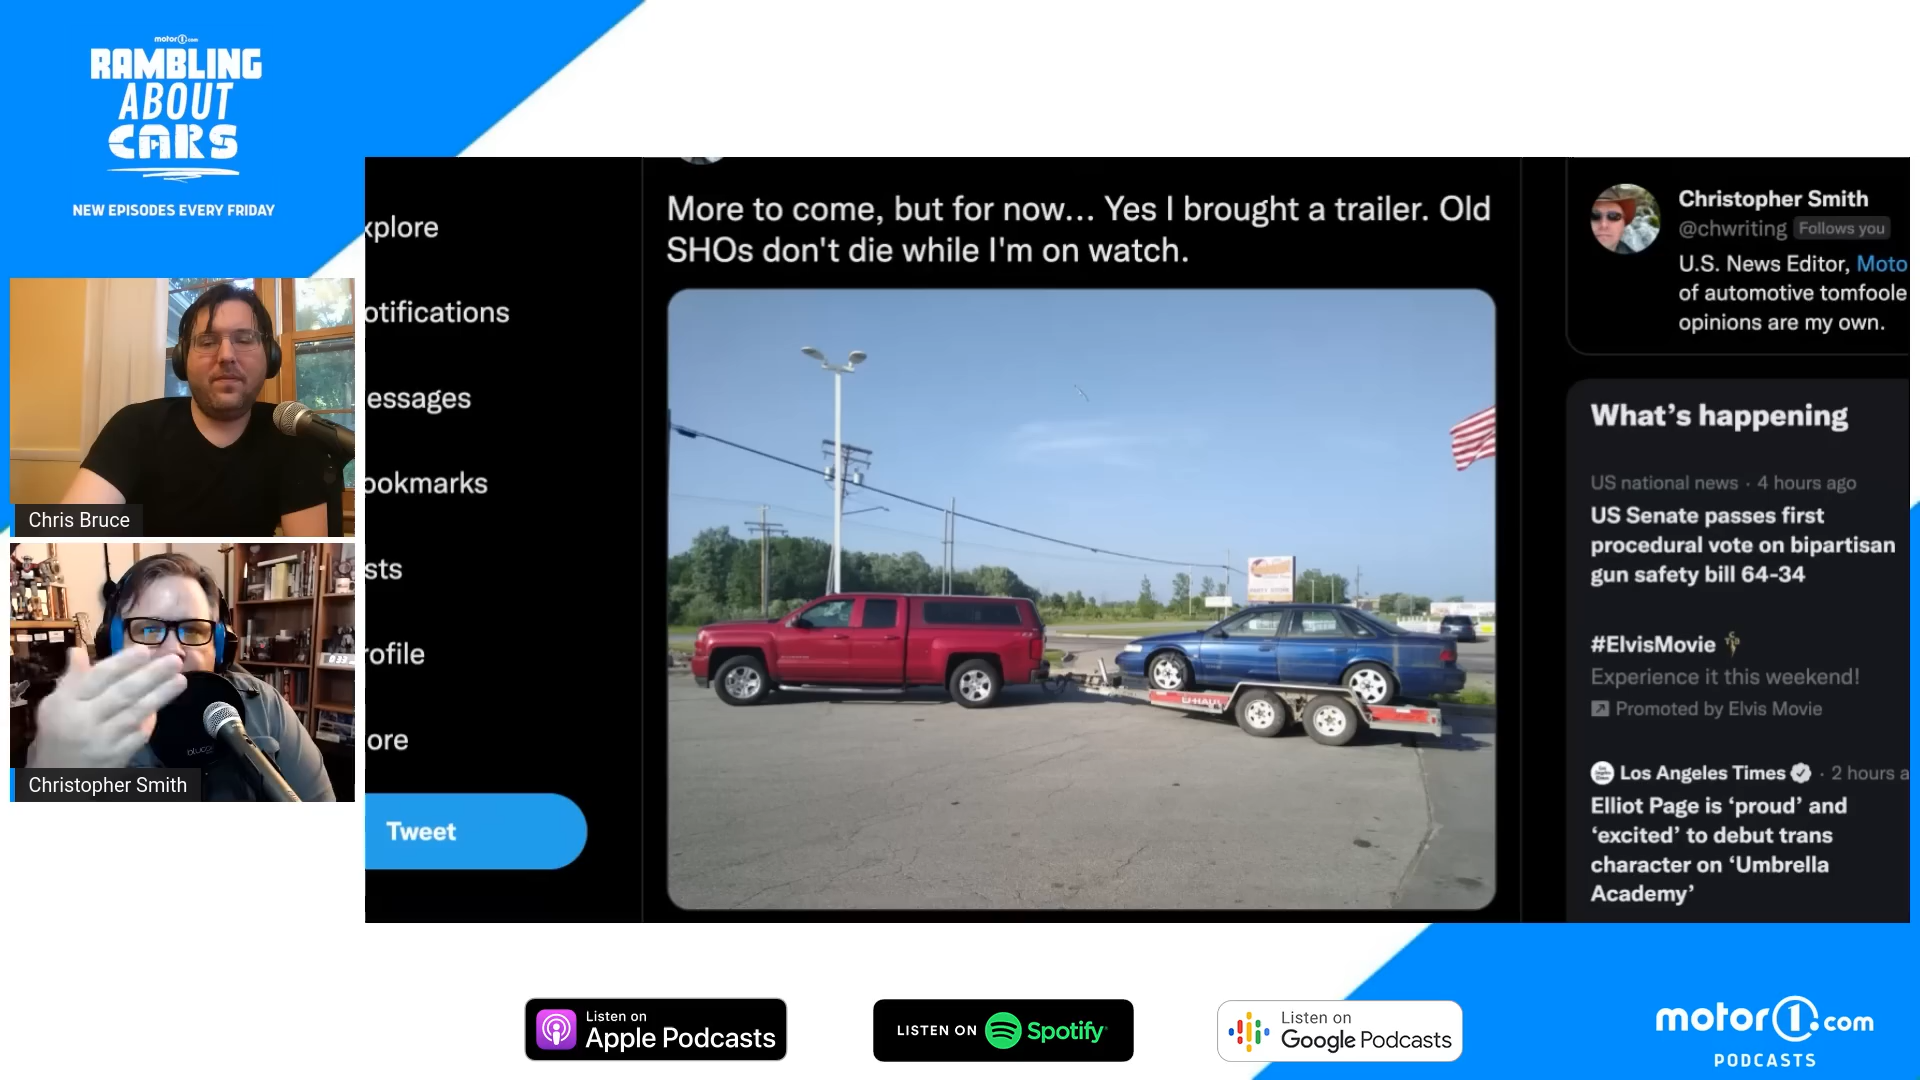 motor1.com
RAMBLING
ABOUT
CARS
NEW EPISODES EVERY FRIDAY
Chris Bruce
Christopher Smith
xplore
otifications
essages
ookmarks
sts
rofile
ore
Tweet
More to come, but for now... Yes I brought a trailer. Old
SHOs don't die while I'm on watch.
U-HAUL
Christopher Smith
@chwriting Follows you
U.S. News Editor, Moto
of automotive tomfoole
opinions are my own.
What's happening
US national news · 4 hours ago
US Senate passes first
procedural vote on bipartisan
gun safety bill 64-34
#ElvisMovie
Experience it this weekend!
Promoted by Elvis Movie
Los Angeles Times · 2 hours a
Elliot Page is ‘proud’ and
‘excited’ to debut trans
character on ‘Umbrella
Academy’
Listen on
Apple Podcasts
LISTEN ON Spotify
Listen on
Google Podcasts
motor1.com
PODCASTS